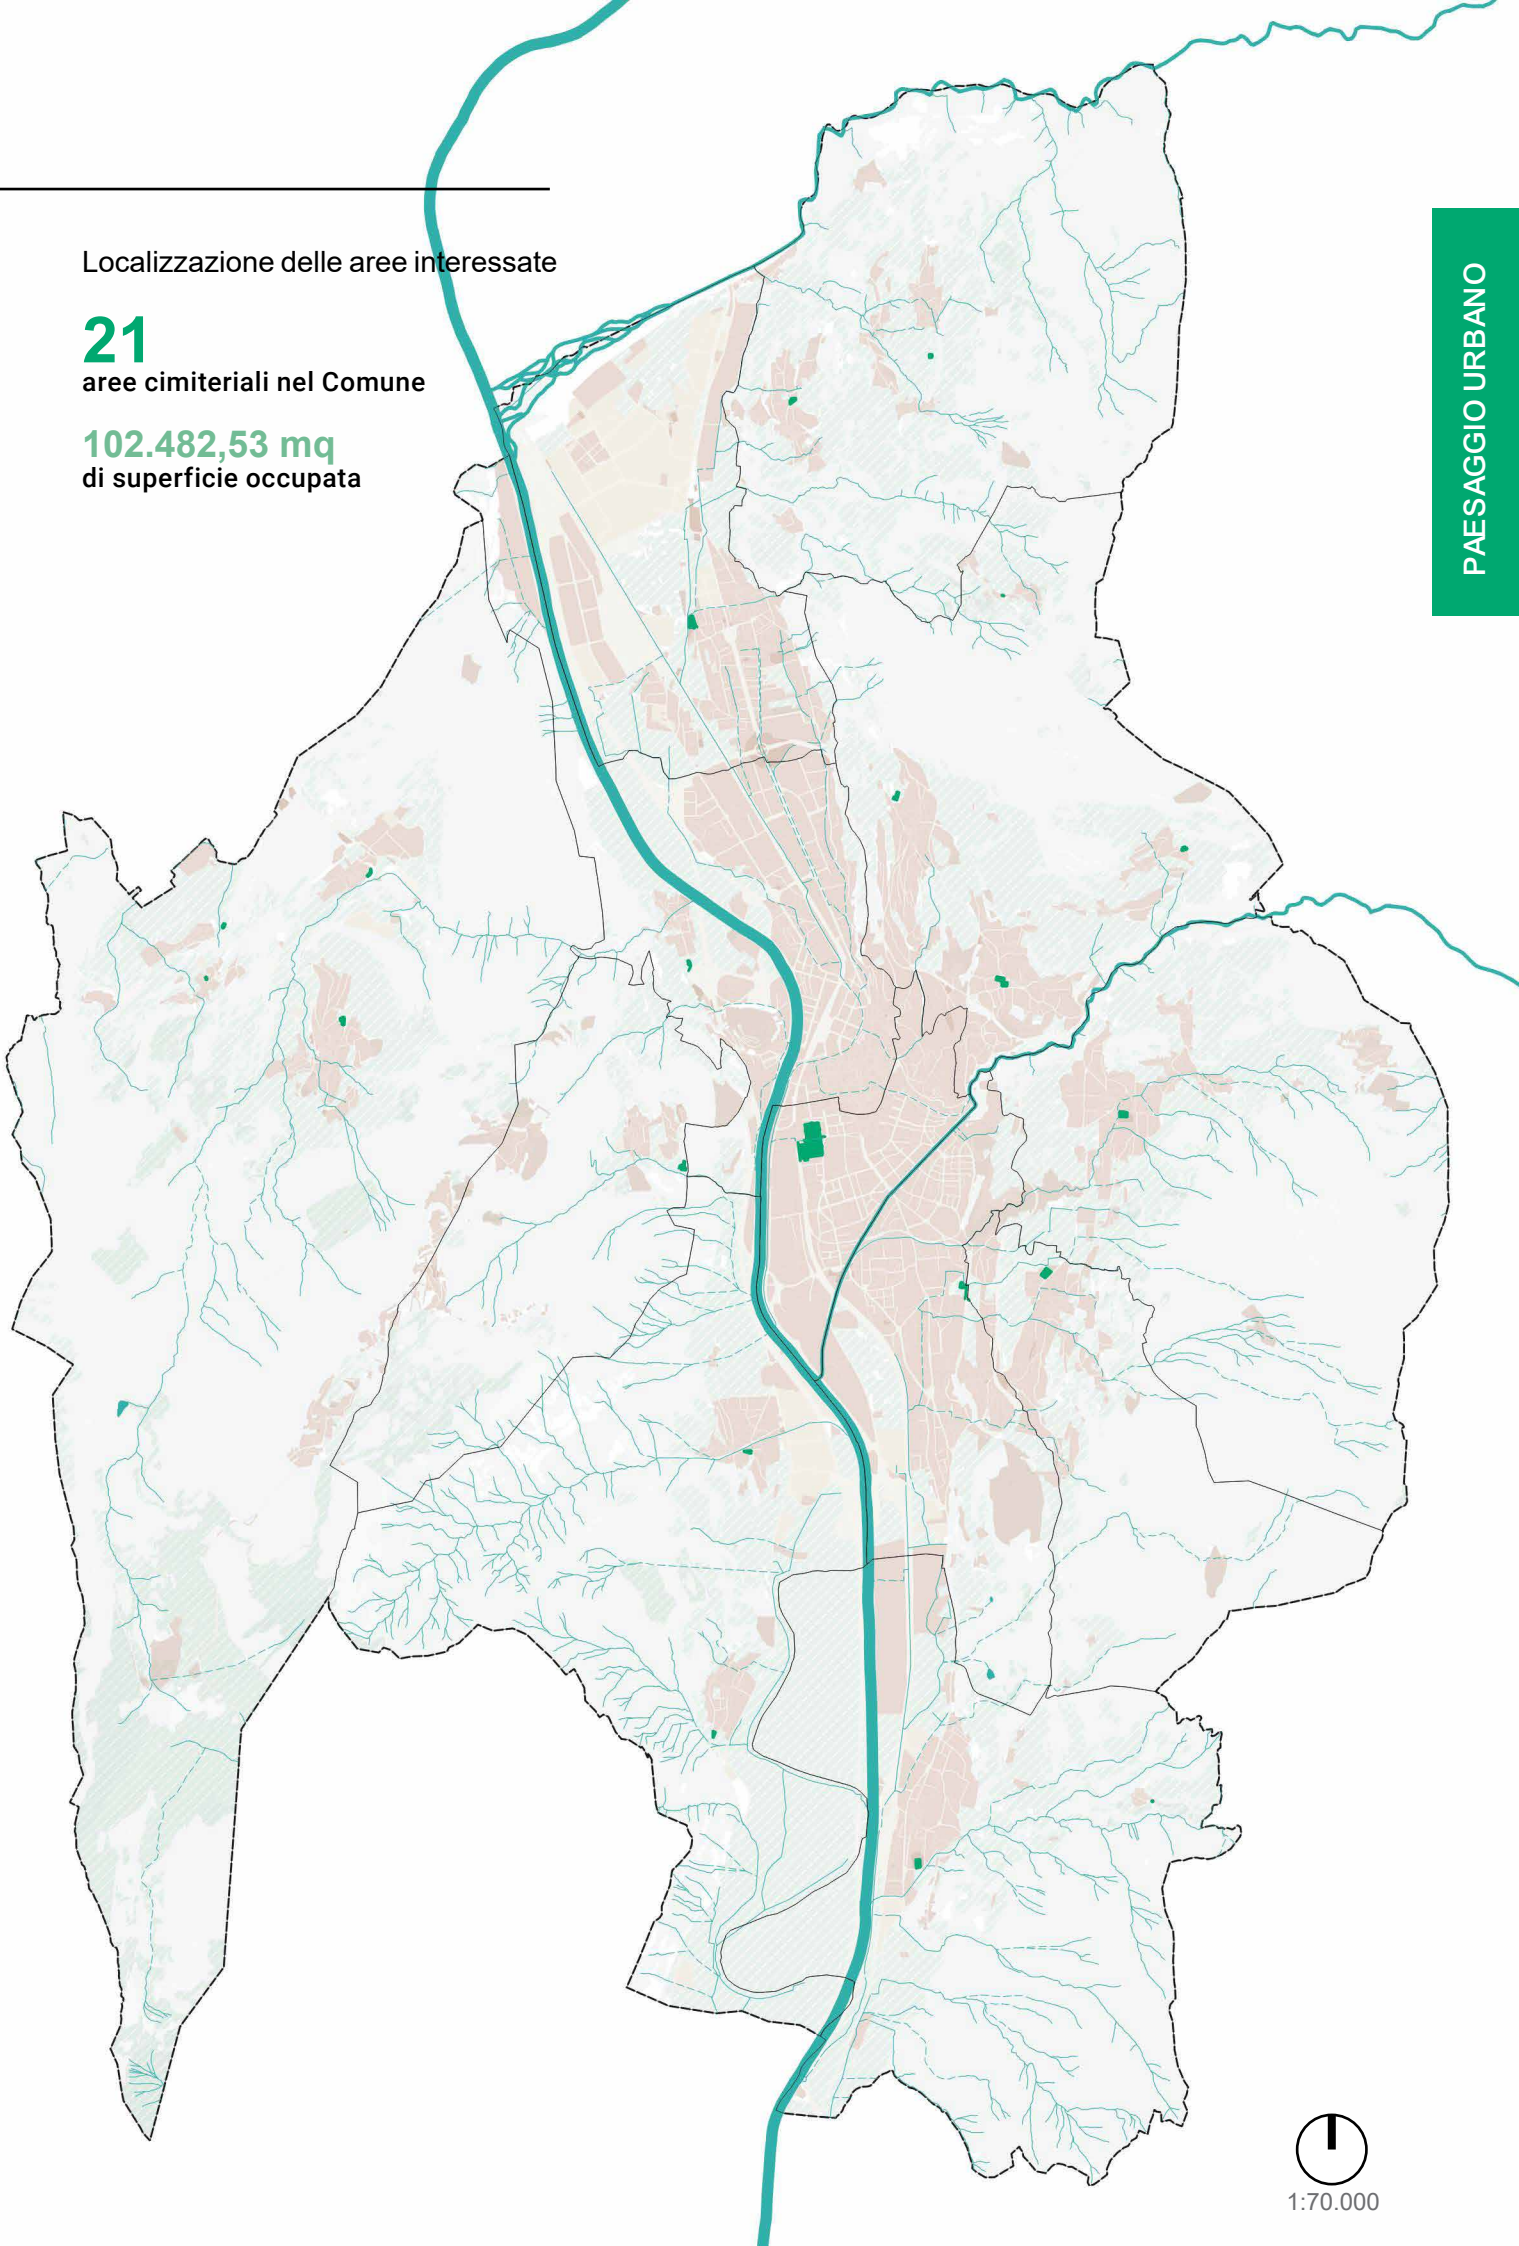 Localizzazione delle aree interessate
21
aree cimiteriali nel Comune
102.482,53 mq
di superficie occupata
PAESAGGIO URBANO
1:70.000